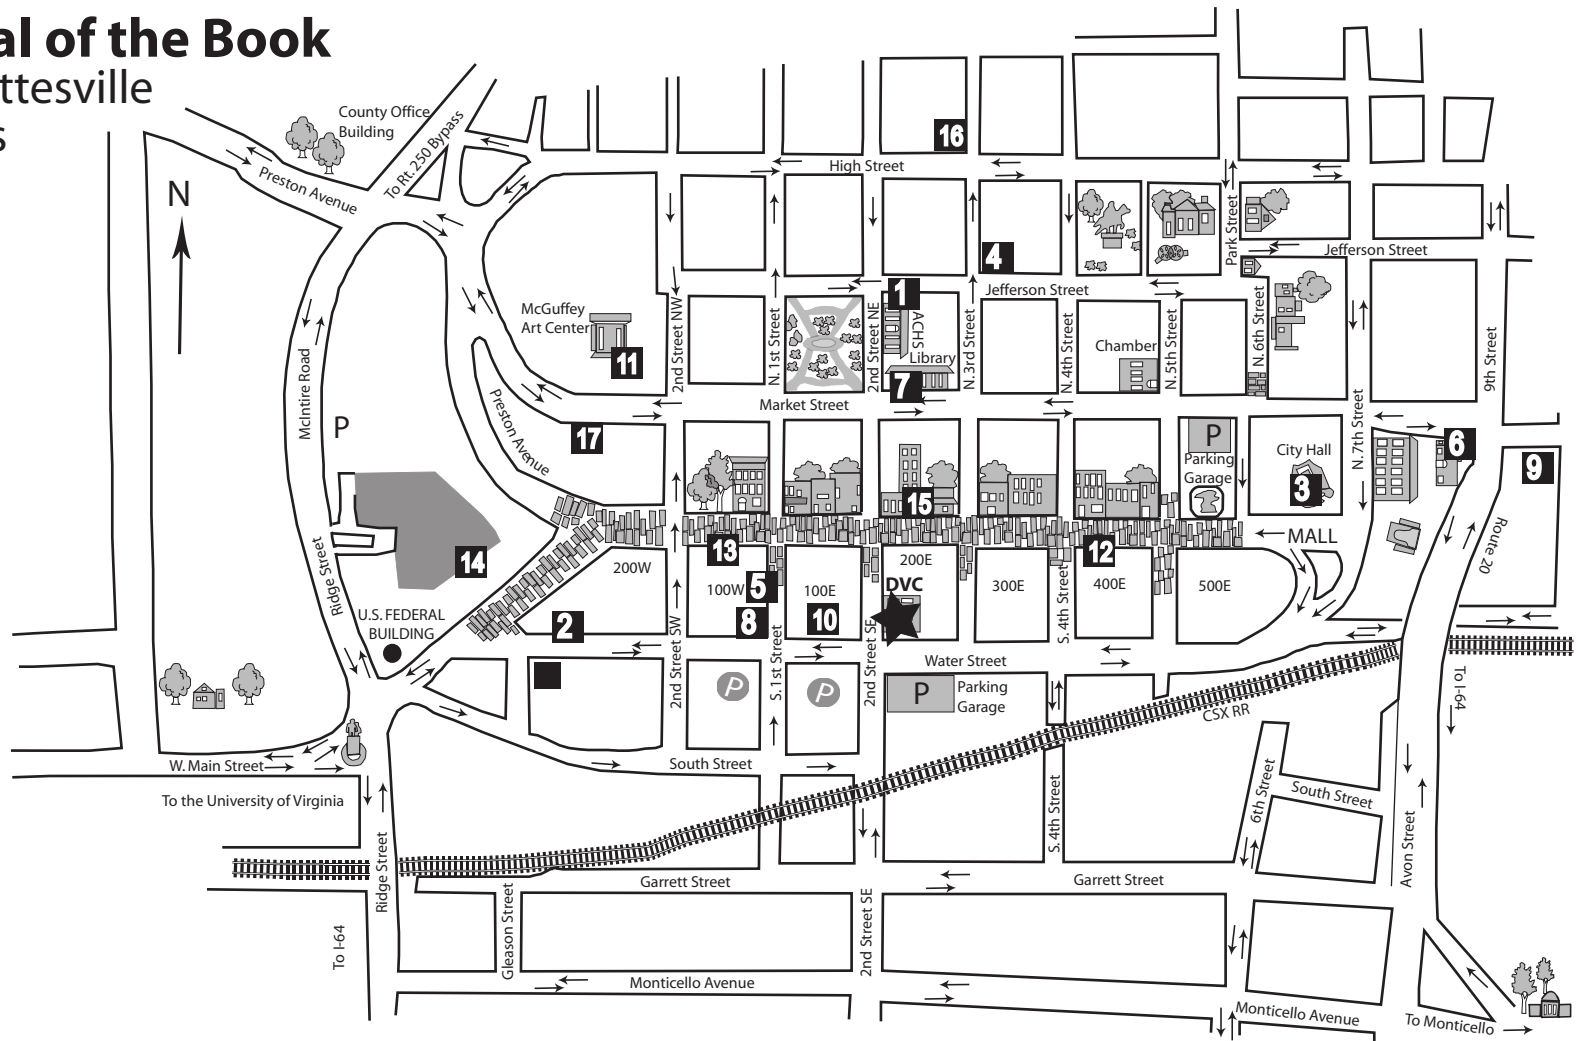 al of the Book
ttesville
s
County Office
Building
To Rt. 250 Bypass
Preston Avenue
N
16
High Street
Park Street
4
Jefferson Street
Jefferson Street
1
ACHS
Library
7
McGuffey
Art Center
11
2nd Street NW
N. 1st Street
2nd Street NE
N. 3rd Street
N. 4th Street
Chamber
N. 5th Street
N. 6th Street
N. 7th Street
9th Street
McIntire Road
P
Market Street
Preston Avenue
17
P
Parking
Garage
City Hall
3
6
9
15
MALL
Route 20
Ridge Street
14
13
12
200W
100W
5
8
100E
10
200E
DVC
300E
S. 4th Street
400E
500E
2
U.S. FEDERAL
BUILDING
2nd Street SW
S. 1st Street
2nd Street SE
Water Street
P
P
P
Parking
Garage
CSX RR
To I-64
W. Main Street
South Street
To the University of Virginia
S. 4th Street
6th Street
South Street
Avon Street
Ridge Street
Garrett Street
Garrett Street
Gleason Street
2nd Street SE
To I-64
Monticello Avenue
Monticello Avenue
To Monticello